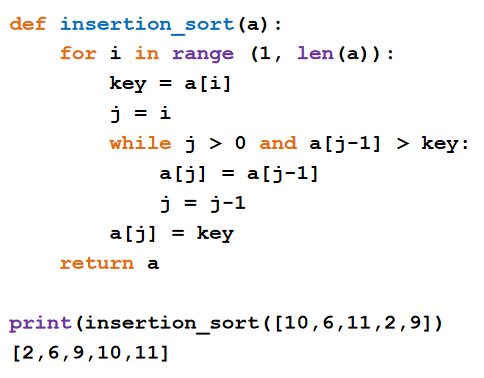 def insertion_sort(a):
    for i in range (1, len(a)):
        key = a[i]
        j = i
        while j > 0 and a[j-1] > key:
            a[j] = a[j-1]
            j = j-1
        a[j] = key
    return a
print(insertion_sort([10,6,11,2,9])
[2,6,9,10,11]